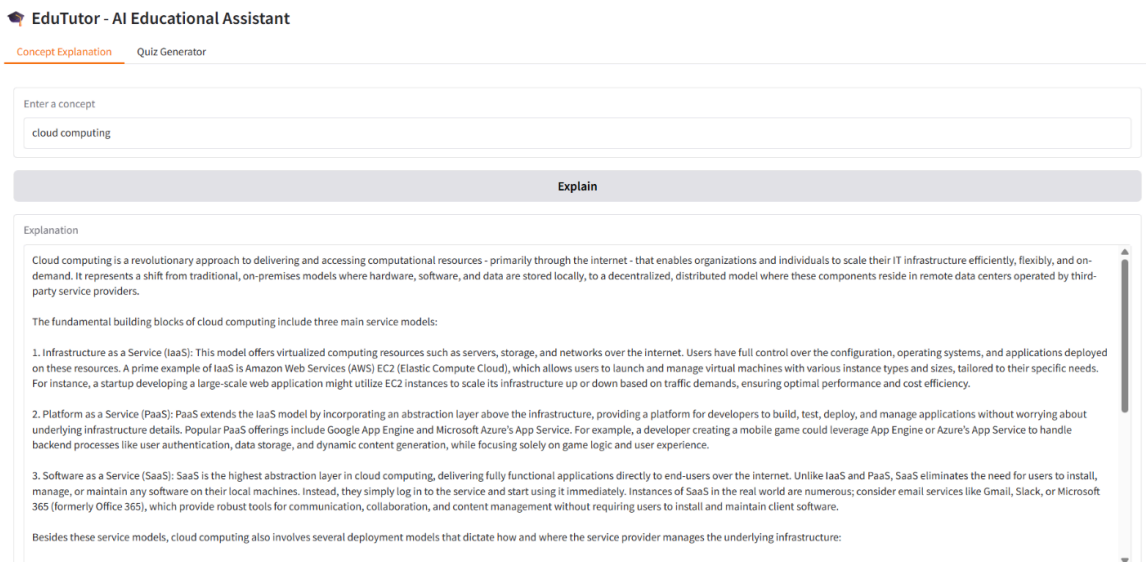 EduTutor - AI Educational Assistant
Concept Explanation Quiz Generator
Enter a concept
cloud computing
Explain
Explanation
Cloud computing is a revolutionary approach to delivering and accessing computational resources - primarily through the internet - that enables organizations and individuals to scale their IT infrastructure efficiently, flexibly, and on-
demand. It represents a shift from traditional, on-premises models where hardware, software, and data are stored locally, to a decentralized, distributed model where these components reside in remote data centers operated by third-
party service providers.
The fundamental building blocks of cloud computing include three main service models:
1. Infrastructure as a Service (IaaS): This model offers virtualized computing resources such as servers, storage, and networks over the internet. Users have full control over the configuration, operating systems, and applications deployed
on these resources. A prime example of IaaS is Amazon Web Services (AWS) EC2 (Elastic Compute Cloud), which allows users to launch and manage virtual machines with various instance types and sizes, tailored to their specific needs.
For instance, a startup developing a large-scale web application might utilize EC2 instances to scale its infrastructure up or down based on traffic demands, ensuring optimal performance and cost efficiency.
2. Platform as a Service (PaaS): PaaS extends the IaaS model by incorporating an abstraction layer above the infrastructure, providing a platform for developers to build, test, deploy, and manage applications without worrying about
underlying infrastructure details. Popular PaaS offerings include Google App Engine and Microsoft Azure's App Service. For example, a developer creating a mobile game could leverage App Engine or Azure's App Service to handle
backend processes like user authentication, data storage, and dynamic content generation, while focusing solely on game logic and user experience.
3. Software as a Service (SaaS): SaaS is the highest abstraction layer in cloud computing, delivering fully functional applications directly to end-users over the internet. Unlike IaaS and PaaS, SaaS eliminates the need for users to install,
manage, or maintain any software on their local machines. Instead, they simply log in to the service and start using it immediately. Instances of SaaS in the real world are numerous; consider email services like Gmail, Slack, or Microsoft
365 (formerly Office 365), which provide robust tools for communication, collaboration, and content management without requiring users to install and maintain client software.
Besides these service models, cloud computing also involves several deployment models that dictate how and where the service provider manages the underlying infrastructure: